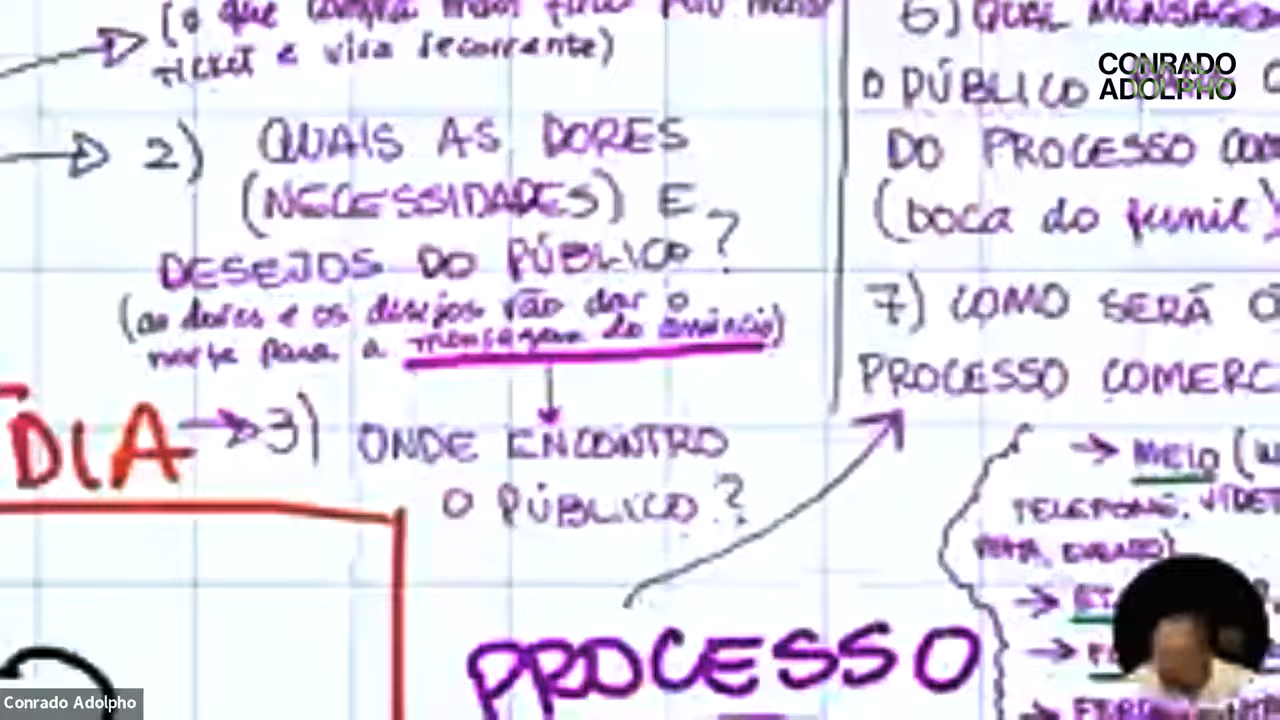 (o que compra mais
ticket e vira recorrente)
2) QUAIS AS DORES
(NECESSIDADES) E
DESEJOS DO PÚBLICO?
(as dores e os desejos vão dar o
norte para a mensagem do anúncio)
DIA
3) ONDE ENCONTRO
O PÚBLICO?
PROCESSO
6) QUAL MENSAGEM
O PÚBLICO
DO PROCESSO COM
(boca do funil)
7) COMO SERÁ O
PROCESSO COMERC
MEIO
TELEFONE,
EVENTO)
CONRADO
ADOLPHO
Conrado Adolpho